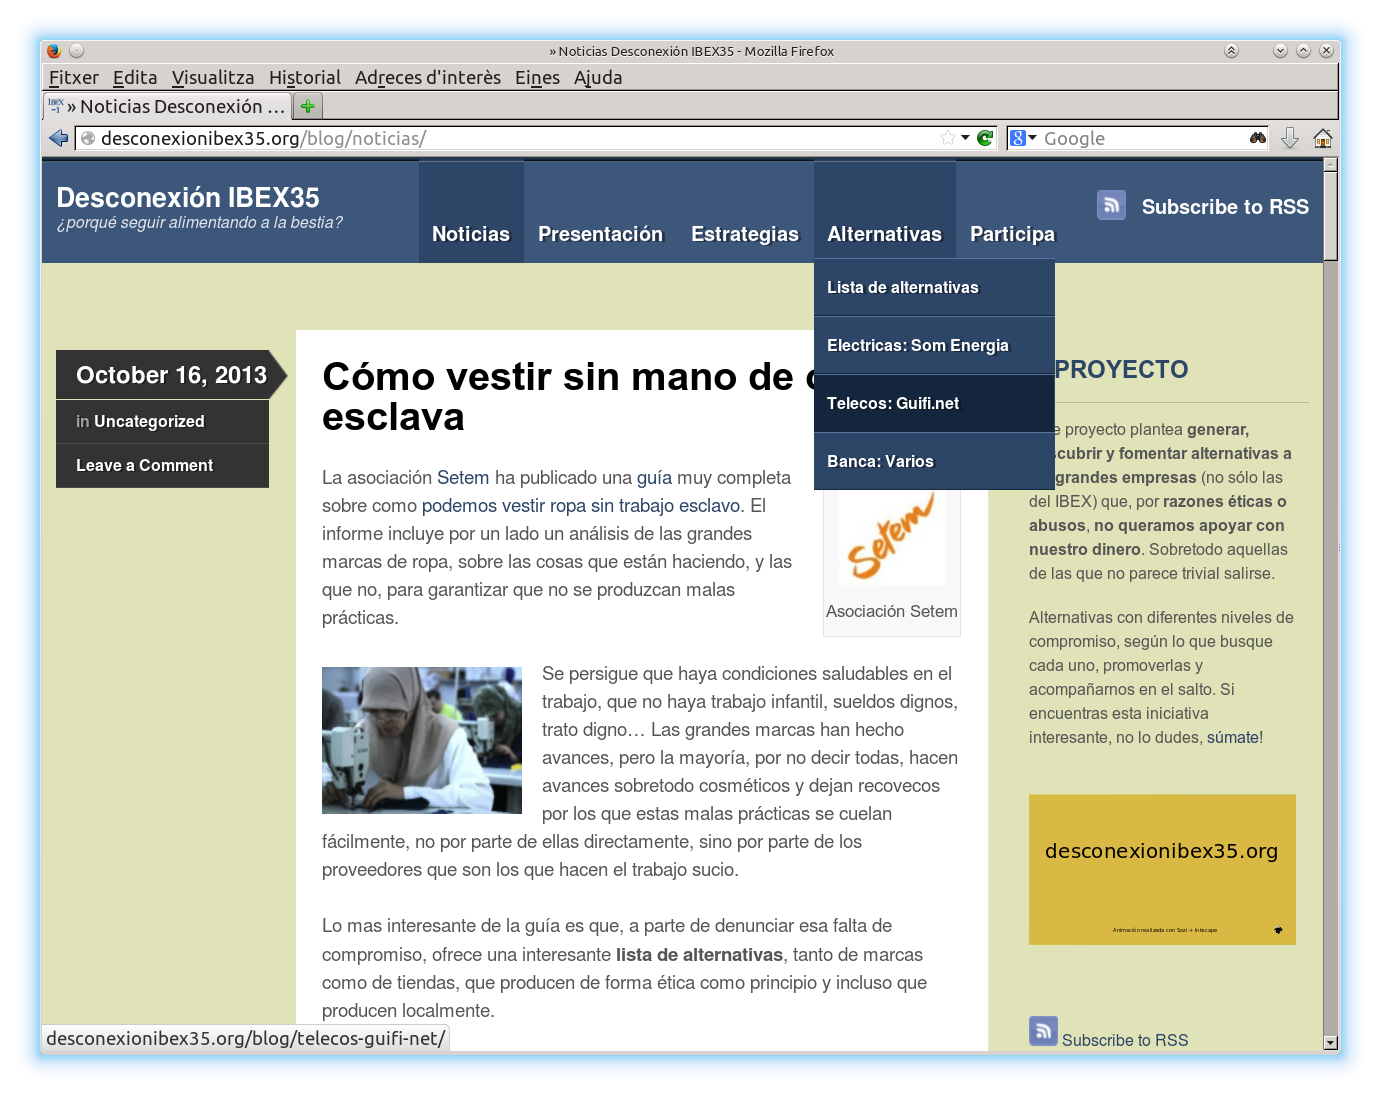 » Noticias Desconexión IBEX35 - Mozilla Firefox
Fitxer Edita Visualitza Historial Adreces d'interès Eines Ajuda
IBEX
-1
» Noticias Desconexión ...
desconexionibex35.org/blog/noticias/
Google
Desconexión IBEX35
¿porqué seguir alimentando a la bestia?
Noticias Presentación Estrategias Alternativas Participa
Subscribe to RSS
Lista de alternativas
Electricas: Som Energia
Telecos: Guifi.net
Banca: Varios
October 16, 2013
in Uncategorized
Leave a Comment
Cómo vestir sin mano de
esclava
La asociación Setem ha publicado una guía muy completa
sobre como podemos vestir ropa sin trabajo esclavo. El
informe incluye por un lado un análisis de las grandes
marcas de ropa, sobre las cosas que están haciendo, y las
que no, para garantizar que no se produzcan malas
prácticas.
Setem
Asociación Setem
Se persigue que haya condiciones saludables en el
trabajo, que no haya trabajo infantil, sueldos dignos,
trato digno… Las grandes marcas han hecho
avances, pero la mayoría, por no decir todas, hacen
avances sobretodo cosméticos y dejan recovecos
por los que estas malas prácticas se cuelan
fácilmente, no por parte de ellas directamente, sino por parte de los
proveedores que son los que hacen el trabajo sucio.
Lo mas interesante de la guía es que, a parte de denunciar esa falta de
compromiso, ofrece una interesante lista de alternativas, tanto de marcas
como de tiendas, que producen de forma ética como principio y incluso que
producen localmente.
PROYECTO
proyecto plantea generar,
scubrir y fomentar alternativas a
grandes empresas (no sólo las
del IBEX) que, por razones éticas o
abusos, no queramos apoyar con
nuestro dinero. Sobretodo aquellas
de las que no parece trivial salirse.
Alternativas con diferentes niveles de
compromiso, según lo que busque
cada uno, promoverlas y
acompañarnos en el salto. Si
encuentras esta iniciativa
interesante, no lo dudes, súmate!
desconexionibex35.org
Animación realizada con Sozi + Inkscape
Subscribe to RSS
desconexionibex35.org/blog/telecos-guifi-net/